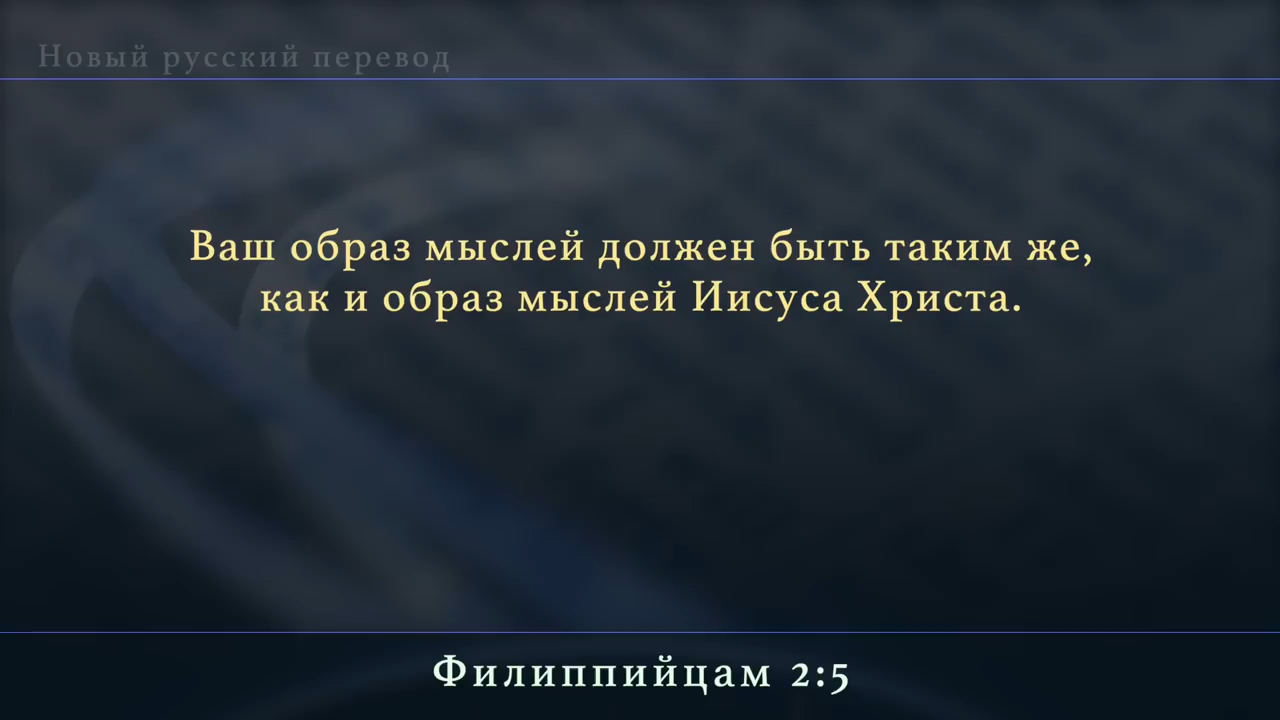 Новый русский перевод
Ваш образ мыслей должен быть таким же,
как и образ мыслей Иисуса Христа.
Филиппийцам 2:5